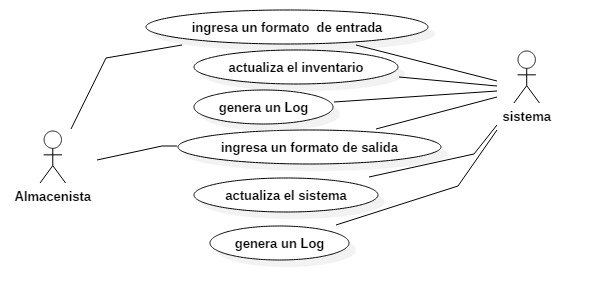 ingresa un formato de entrada
actualiza el inventario
genera un Log
sistema
ingresa un formato de salida
Almacenista
actualiza el sistema
genera un Log